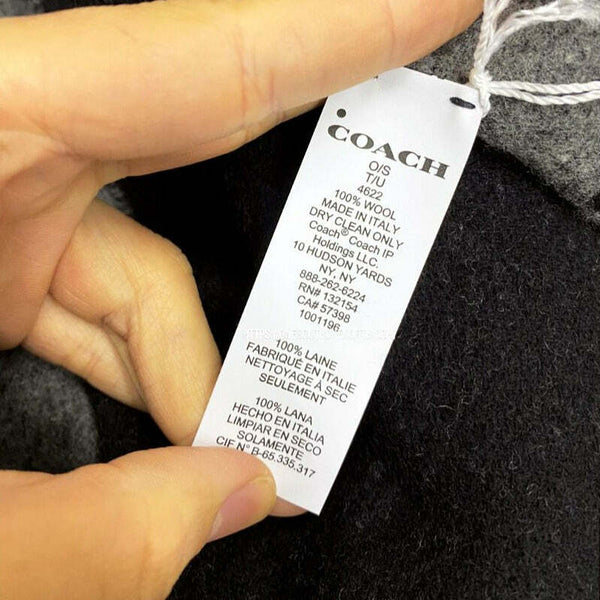 COACH
O/S
T/U
4622
100% WOOL
MADE IN ITALY
DRY CLEAN ONLY
Coach® Coach IP
Holdings LLC.
10 HUDSON YARDS
NY, NY
888-262-6224
RN# 132154
CA# 57398
1001196
100% LAINE
FABRIQUÉ EN ITALIE
NETTOYAGE À SEC
SEULEMENT
100% LANA
HECHO EN ITALIA
LIMPIAR EN SECO
SOLAMENTE
CIF N° B-65.335.317